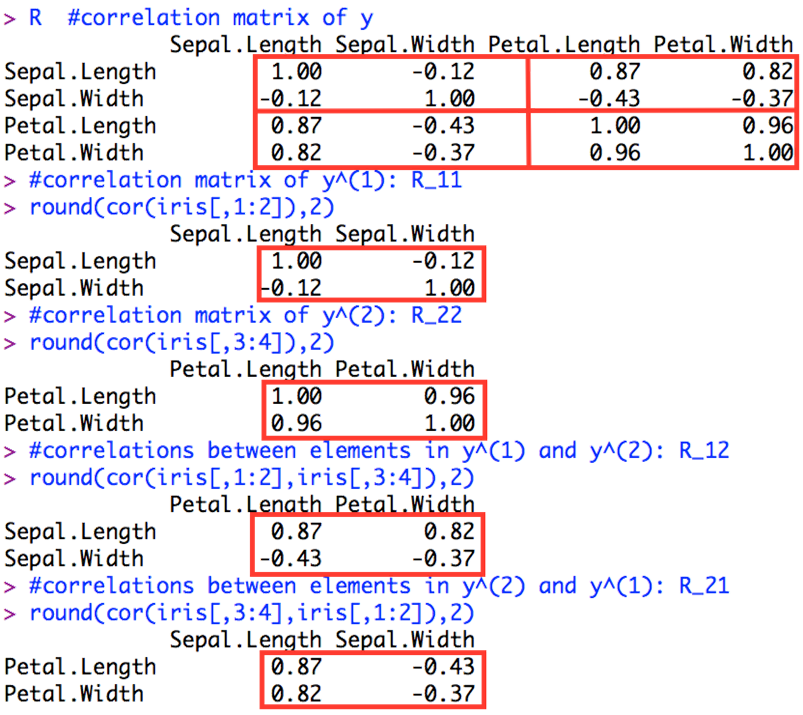 > R  #correlation matrix of y
             Sepal.Length Sepal.Width Petal.Length Petal.Width
Sepal.Length         1.00       -0.12         0.87        0.82
Sepal.Width         -0.12        1.00        -0.43       -0.37
Petal.Length         0.87       -0.43         1.00        0.96
Petal.Width          0.82       -0.37         0.96        1.00
> #correlation matrix of y^(1): R_11
> round(cor(iris[,1:2]),2)
             Sepal.Length Sepal.Width
Sepal.Length         1.00       -0.12
Sepal.Width         -0.12        1.00
> #correlation matrix of y^(2): R_22
> round(cor(iris[,3:4]),2)
             Petal.Length Petal.Width
Petal.Length         1.00        0.96
Petal.Width          0.96        1.00
> #correlations between elements in y^(1) and y^(2): R_12
> round(cor(iris[,1:2],iris[,3:4]),2)
             Petal.Length Petal.Width
Sepal.Length         0.87        0.82
Sepal.Width         -0.43       -0.37
> #correlations between elements in y^(2) and y^(1): R_21
> round(cor(iris[,3:4],iris[,1:2]),2)
             Sepal.Length Sepal.Width
Petal.Length         0.87       -0.43
Petal.Width          0.82       -0.37